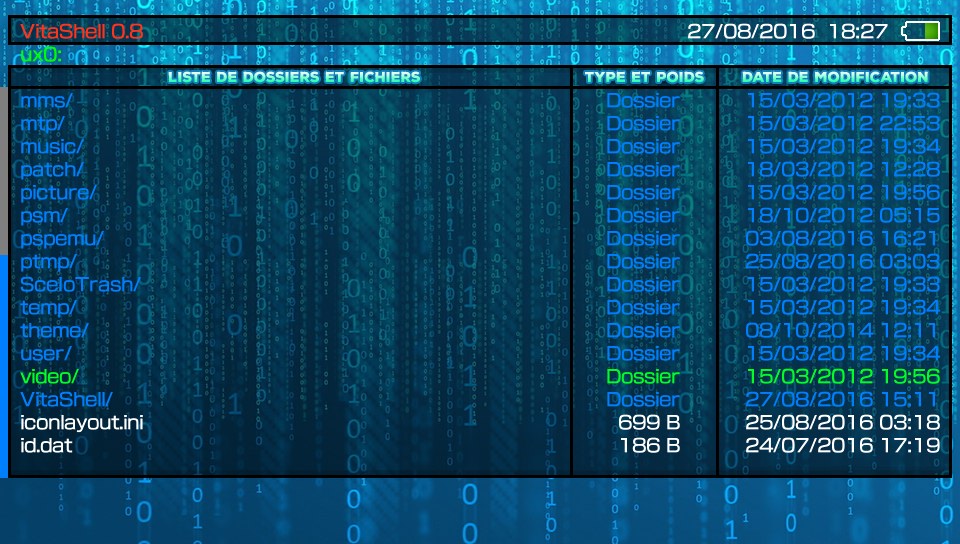 VitaShell 0.8 27/08/2016 18:27
ux0:
LISTE DE DOSSIERS ET FICHIERS TYPE ET POIDS DATE DE MODIFICATION
mms/ Dossier 15/03/2012 19:33
mtp/ Dossier 15/03/2012 22:53
music/ Dossier 15/03/2012 19:34
patch/ Dossier 18/03/2012 12:28
picture/ Dossier 15/03/2012 19:56
psm/ Dossier 18/10/2012 05:15
pspemu/ Dossier 03/08/2016 16:21
ptmp/ Dossier 25/08/2016 03:03
SceIoTrash/ Dossier 15/03/2012 19:33
temp/ Dossier 15/03/2012 19:34
theme/ Dossier 08/10/2014 12:11
user/ Dossier 15/03/2012 19:34
video/ Dossier 15/03/2012 19:56
VitaShell/ Dossier 27/08/2016 15:11
iconlayout.ini 699 B 25/08/2016 03:18
id.dat 186 B 24/07/2016 17:19